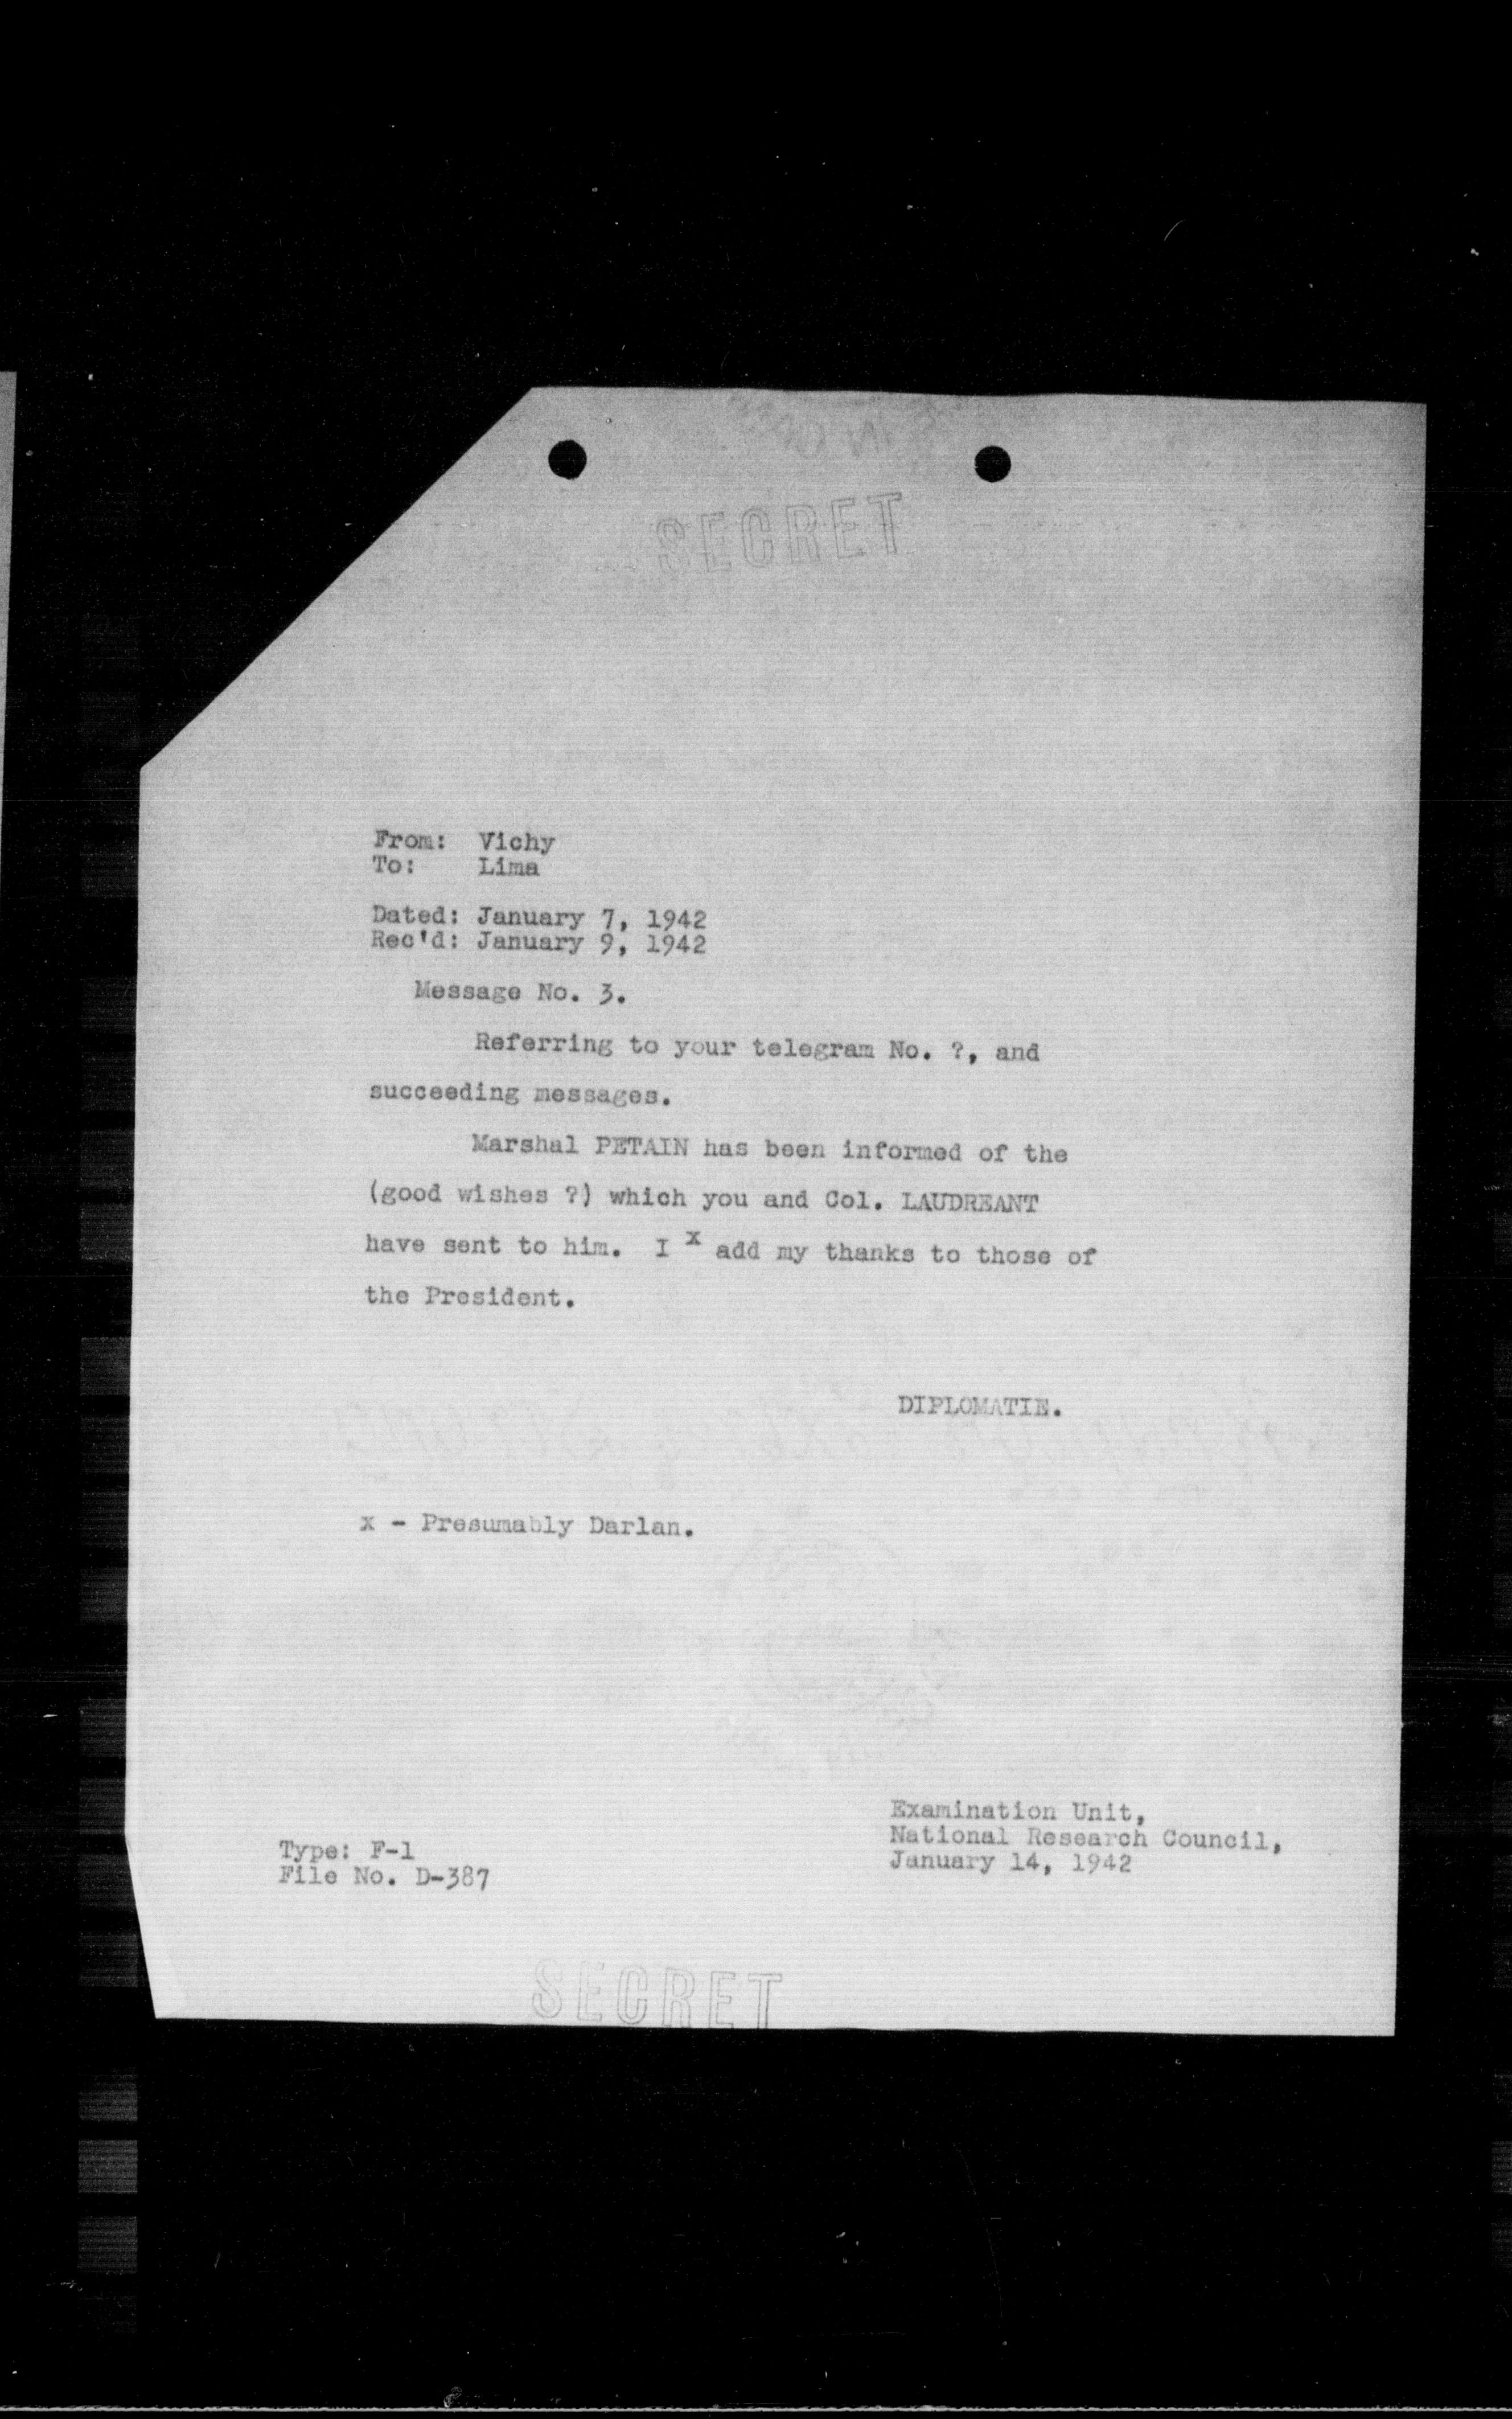 SECRET
From: Vichy
To: Lima
Dated: January 7, 1942
Rec'd: January 9, 1942
Message No. 3.
Referring to your telegram No. ?, and
succeeding messages.
Marshal PETAIN has been informed of the
(good wishes ?) which you and Col. LAUDREANT
have sent to him. I x add my thanks to those of
the President.
DIPLOMATIE.
x - Presumably Darlan.
Examination Unit,
National Research Council,
January 14, 1942
Type: F-1
File No. D-387
SECRET